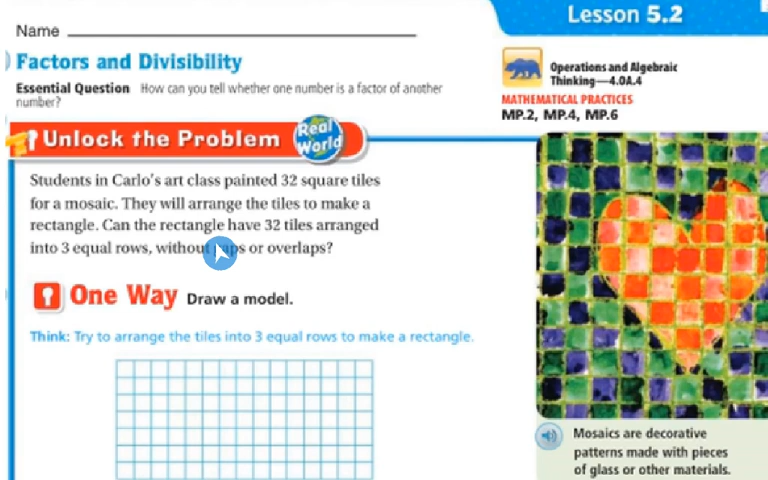 Lesson 5.2
Name
Factors and Divisibility
Essential Question How can you tell whether one number is a factor of another
number?
Operations and Algebraic
Thinking—4.OA.4
MATHEMATICAL PRACTICES
MP.2, MP.4, MP.6
Unlock the Problem
Real
World
Students in Carlo's art class painted 32 square tiles
for a mosaic. They will arrange the tiles to make a
rectangle. Can the rectangle have 32 tiles arranged
into 3 equal rows, without gaps or overlaps?
One Way Draw a model.
Think: Try to arrange the tiles into 3 equal rows to make a rectangle.
Mosaics are decorative
patterns made with pieces
of glass or other materials.